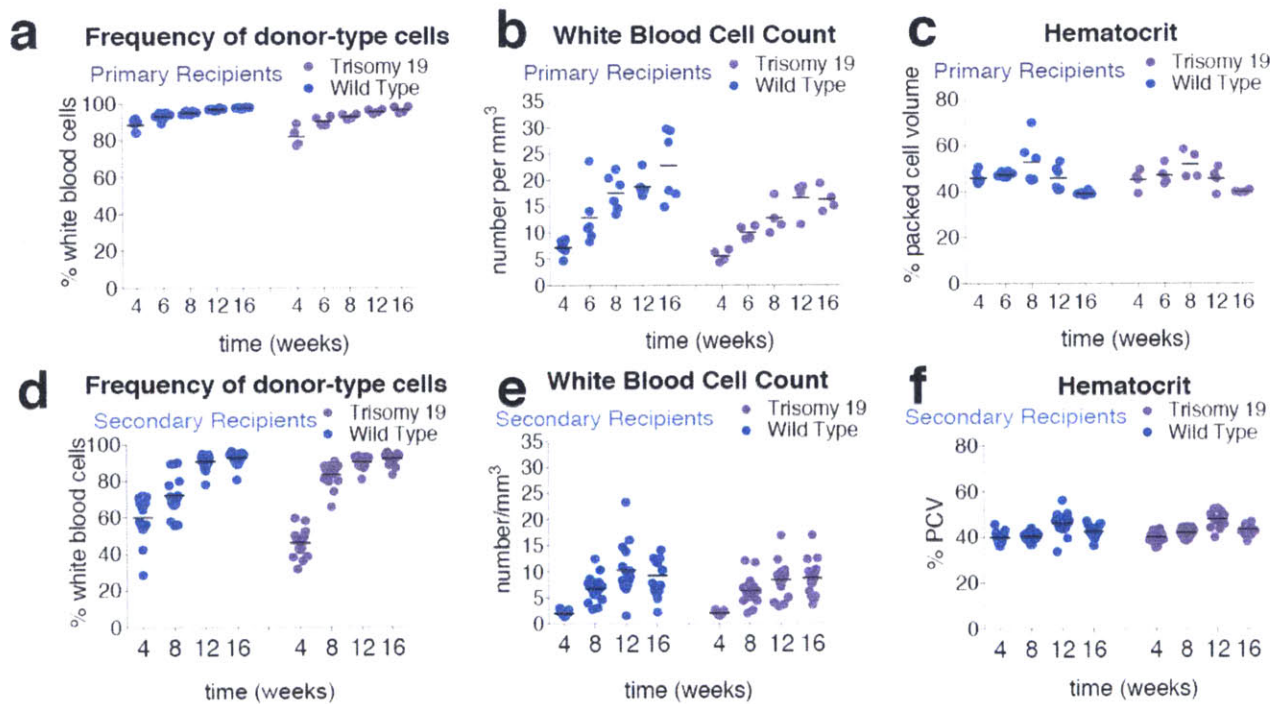 a
Frequency of donor-type cells
Primary Recipients
Trisomy 19
Wild Type
% white blood cells
100
80
60
40
20
0
4 6 8 12 16 4 6 8 12 16
time (weeks)
b
White Blood Cell Count
Primary Recipients
Trisomy 19
Wild Type
number per mm³
35
30
25
20
15
10
5
0
4 6 8 12 16 4 6 8 12 16
time (weeks)
c
Hematocrit
Primary Recipients
Trisomy 19
Wild Type
% packed cell volume
80
60
40
20
0
4 6 8 12 16 4 6 8 12 16
time (weeks)
d
Frequency of donor-type cells
Secondary Recipients
Trisomy 19
Wild Type
% white blood cells
100
80
60
40
20
0
4 8 12 16 4 8 12 16
time (weeks)
e
White Blood Cell Count
Secondary Recipients
Trisomy 19
Wild Type
number/mm³
35
30
25
20
15
10
5
0
4 8 12 16 4 8 12 16
time (weeks)
f
Hematocrit
Secondary Recipients
Trisomy 19
Wild Type
% PCV
80
60
40
20
0
4 8 12 16 4 8 12 16
time (weeks)